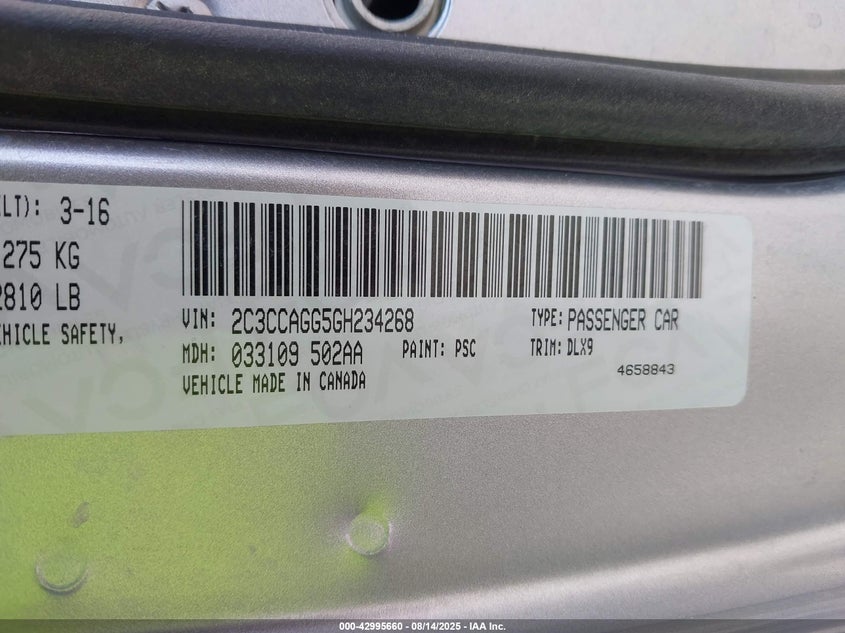 ELT): 3-16
275 KG
2810 LB
EHICLE SAFETY,
VIN: 2C3CCAGG5GH234268 TYPE: PASSENGER CAR
MDH: 033109 502AA PAINT: PSC TRIM: DLX9
VEHICLE MADE IN CANADA 4658843
000-42995660 - 08/14/2025 - IAA Inc.